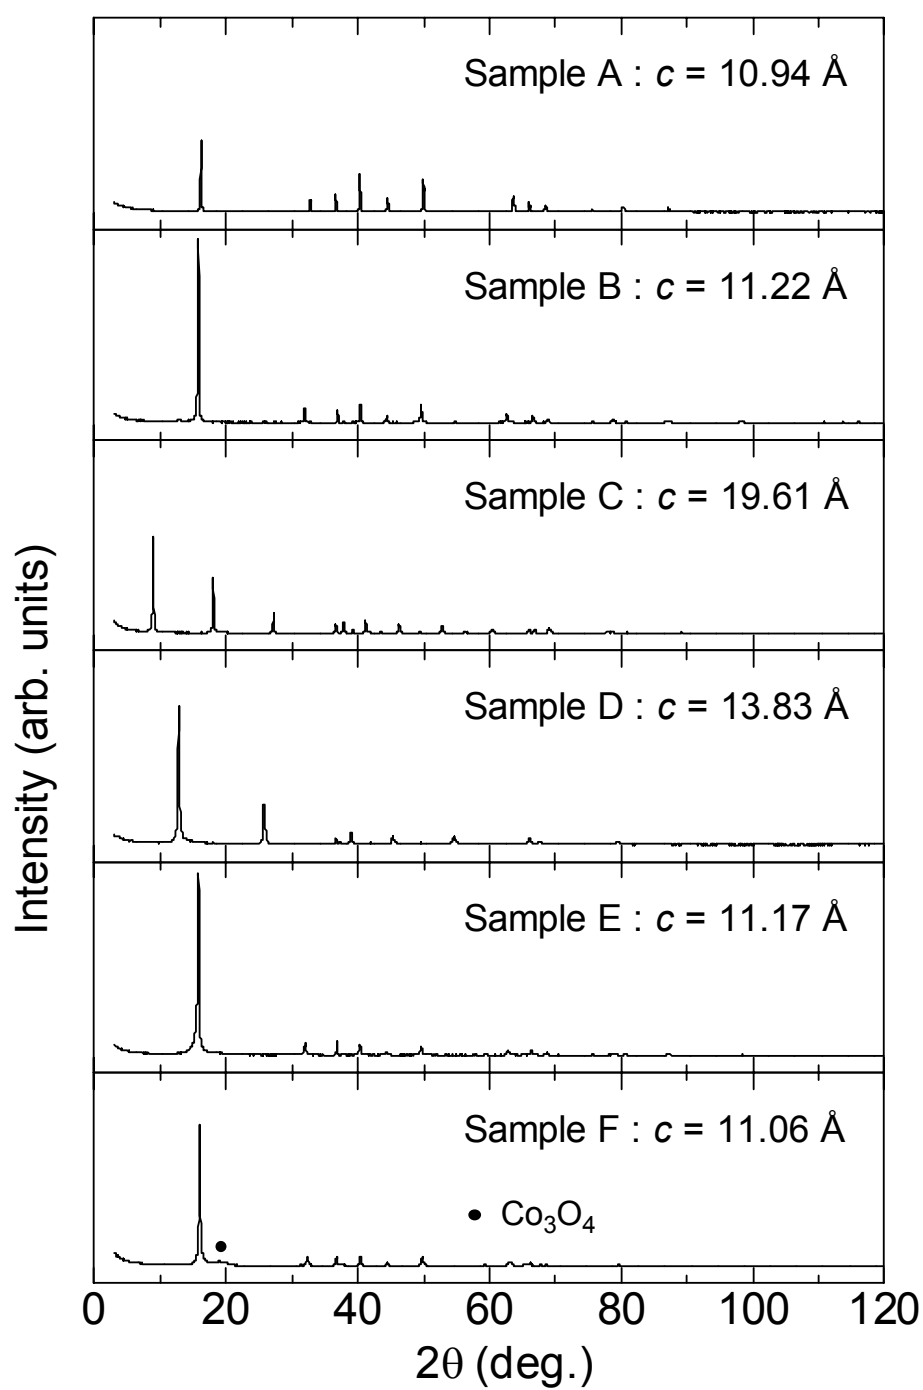 Sample A : c = 10.94 Å
Sample B : c = 11.22 Å
Sample C : c = 19.61 Å
Sample D : c = 13.83 Å
Sample E : c = 11.17 Å
Sample F : c = 11.06 Å
● Co₃O₄
Intensity (arb. units)
0 20 40 60 80 100 120
2θ (deg.)